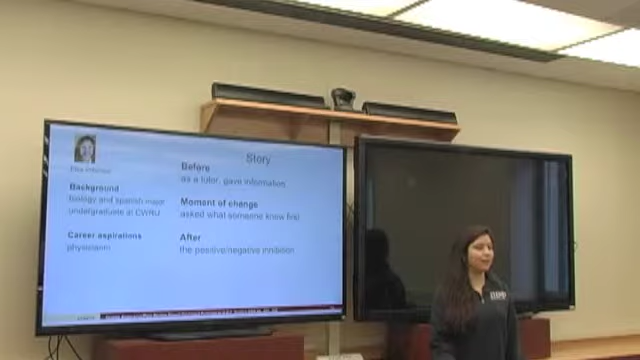 Story
Before
as a tutor, gave information
Background
biology and spanish major
undergraduate at CWRU
Moment of change
asked what someone knew first
Career aspirations
physician
After
the positive/negative inhibition